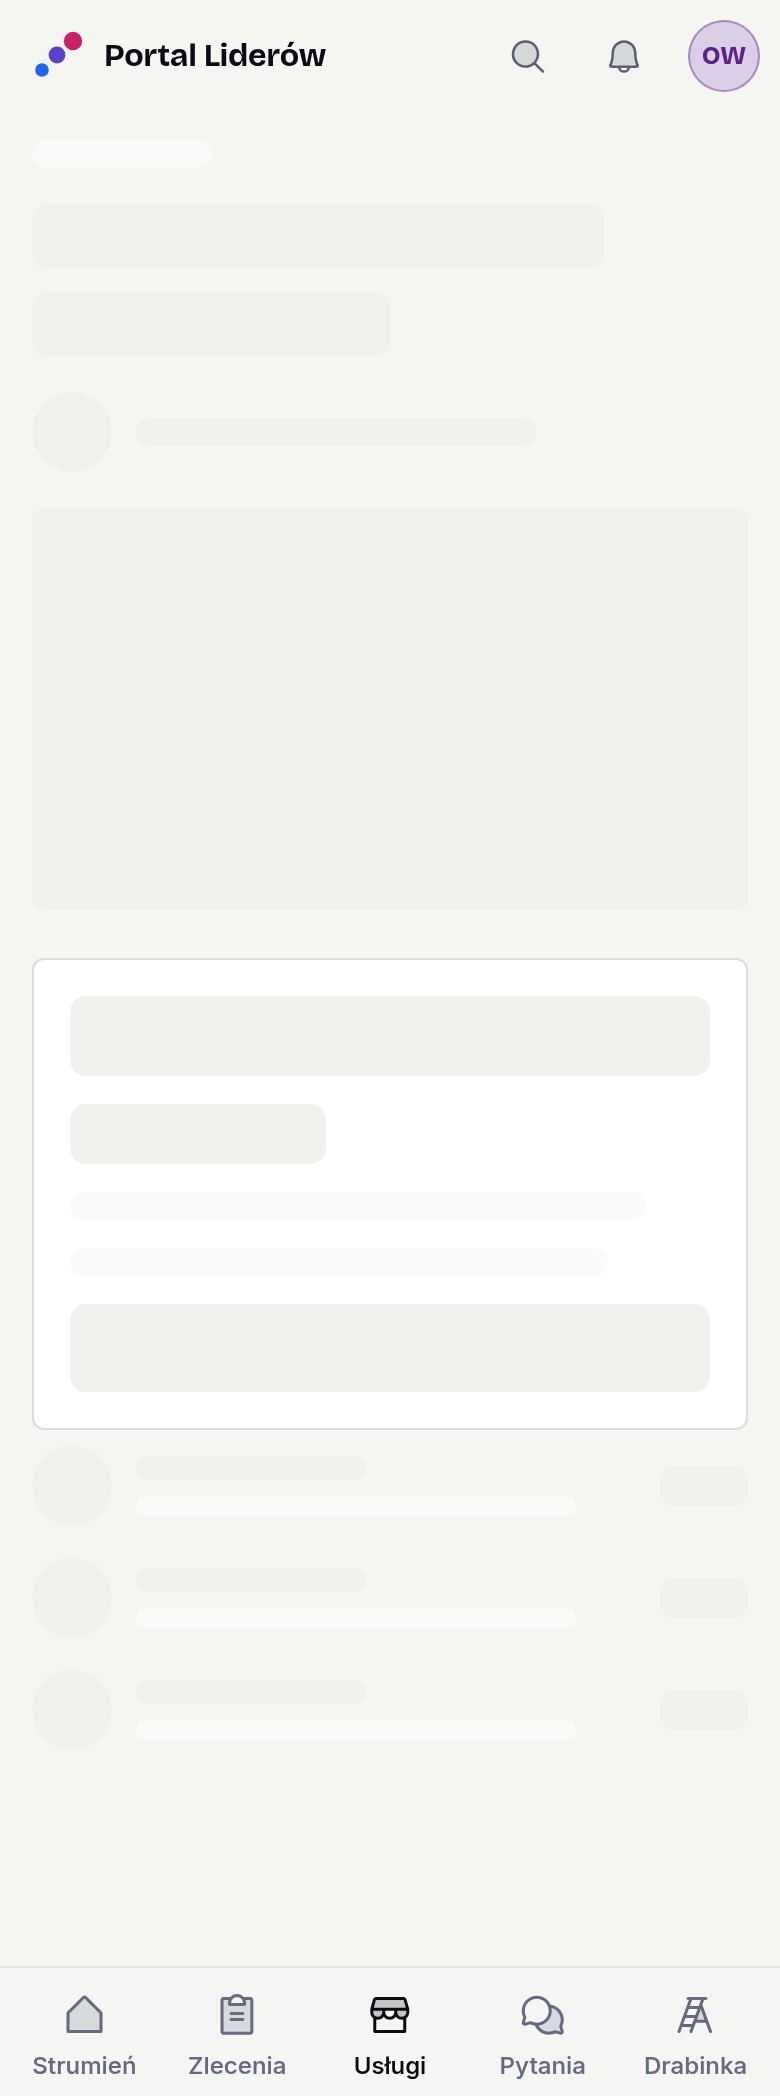 Portal Liderów
OW
Strumień
Zlecenia
Usługi
Pytania
Drabinka